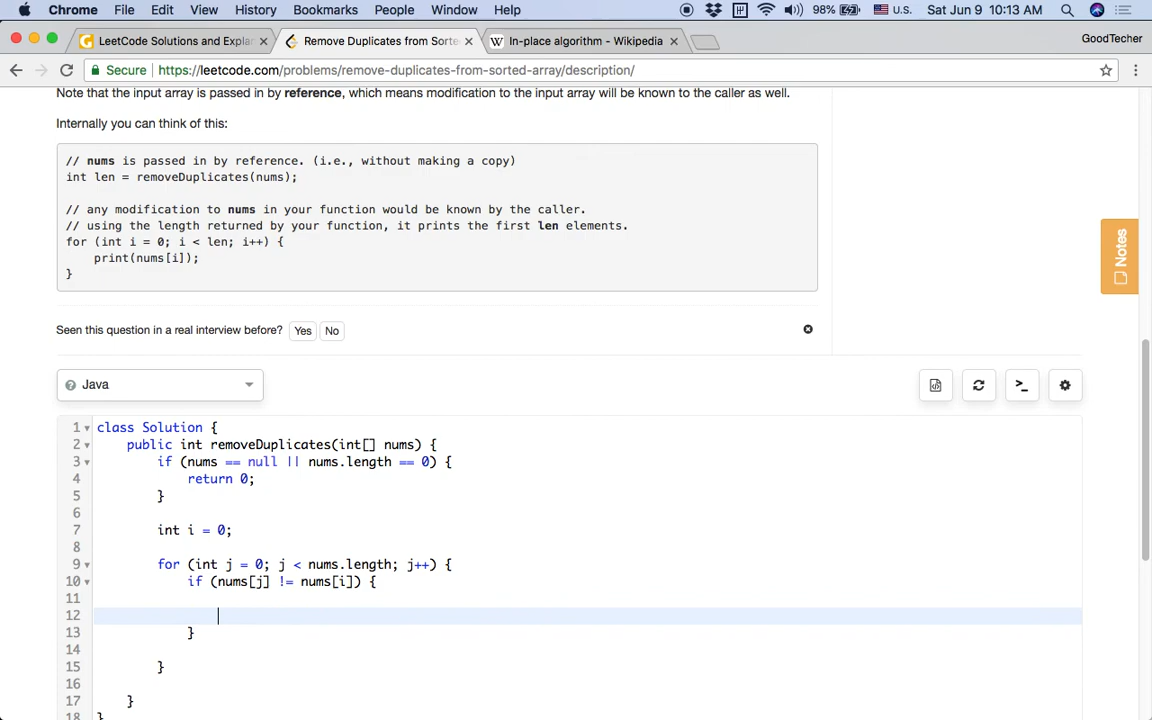 Chrome File Edit View History Bookmarks People Window Help 98% U.S. Sat Jun 9 10:13 AM
LeetCode Solutions and Explan Remove Duplicates from Sorte In-place algorithm - Wikipedia GoodTecher
Secure https://leetcode.com/problems/remove-duplicates-from-sorted-array/description/
Note that the input array is passed in by reference, which means modification to the input array will be known to the caller as well.
Internally you can think of this:
// nums is passed in by reference. (i.e., without making a copy)
int len = removeDuplicates(nums);
// any modification to nums in your function would be known by the caller.
// using the length returned by your function, it prints the first len elements.
for (int i = 0; i < len; i++) {
    print(nums[i]);
}
Notes
Seen this question in a real interview before? Yes No
? Java >_
1 class Solution {
2     public int removeDuplicates(int[] nums) {
3         if (nums == null || nums.length == 0) {
4             return 0;
5         }
6
7         int i = 0;
8
9         for (int j = 0; j < nums.length; j++) {
10             if (nums[j] != nums[i]) {
11
12
13             }
14
15         }
16
17     }
18 }